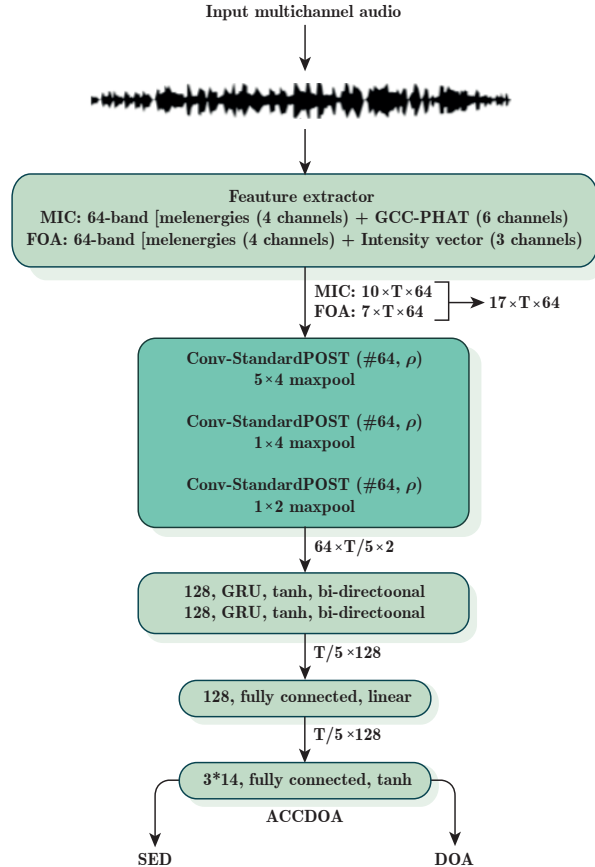 Input multichannel audio
Feauture extractor
MIC: 64-band [melenergies (4 channels) + GCC-PHAT (6 channels)
FOA: 64-band [melenergies (4 channels) + Intensity vector (3 channels)
MIC: 10×T×64
FOA: 7×T×64
17×T×64
Conv-StandardPOST (#64, ρ)
5×4 maxpool
Conv-StandardPOST (#64, ρ)
1×4 maxpool
Conv-StandardPOST (#64, ρ)
1×2 maxpool
64×T/5×2
128, GRU, tanh, bi-directoonal
128, GRU, tanh, bi-directoonal
T/5×128
128, fully connected, linear
T/5×128
3*14, fully connected, tanh
ACCDOA
SED
DOA